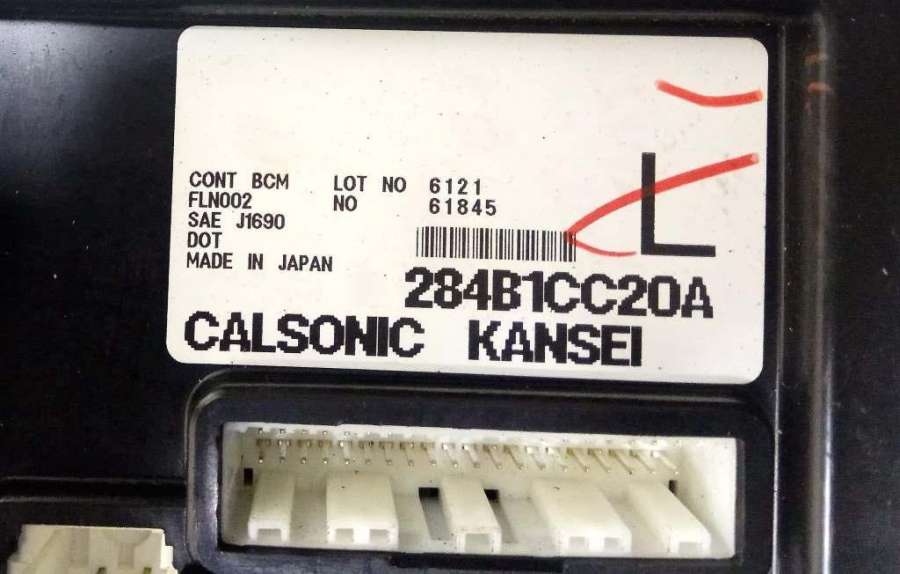 CONT BCM LOT NO 6121
FLN002 NO 61845
SAE J1690
DOT
MADE IN JAPAN
L
284B1CC20A
CALSONIC KANSEI